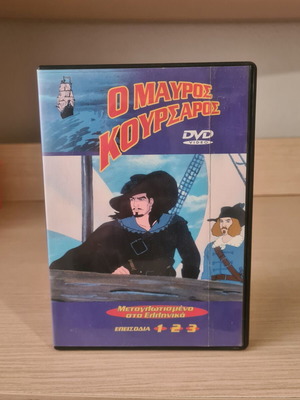 Ο ΜΑΥΡΟΣ
ΚΟΥΡΣΑΡΟΣ
DVD
VIDEO
Μεταγλωττισμένο
στα Ελληνικά
ΕΠΕΙΣΟΔΙΑ 1 2 3